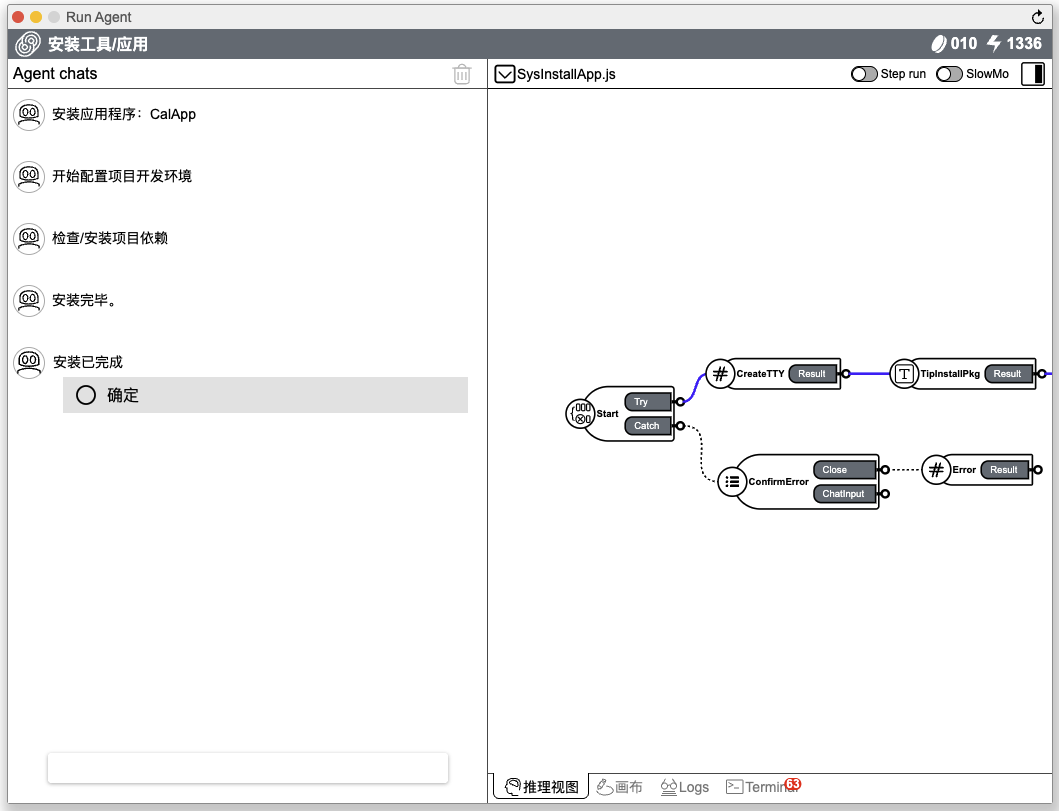 Run Agent
安装工具/应用
010
1336
Agent chats
SysInstallApp.js
Step run
SlowMo
安装应用程序：CalApp
开始配置项目开发环境
检查/安装项目依赖
安装完毕。
安装已完成
确定
CreateTTY
Result
T
TipInstallPkg
Result
Start
Try
Catch
ConfirmError
Close
ChatInput
Error
Result
推理视图
画布
Logs
Terminal
63